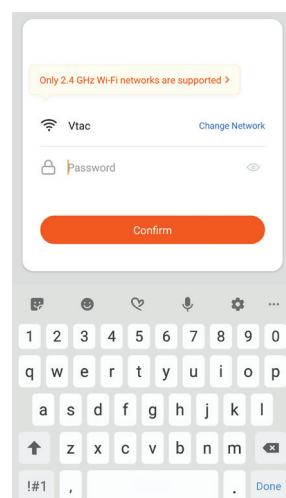 Only 2.4 GHz Wi-Fi networks are supported >
Vtac Change Network
Password
Confirm
1 2 3 4 5 6 7 8 9 0
q w e r t y u i o p
a s d f g h j k l
z x c v b n m
!#1 , . Done